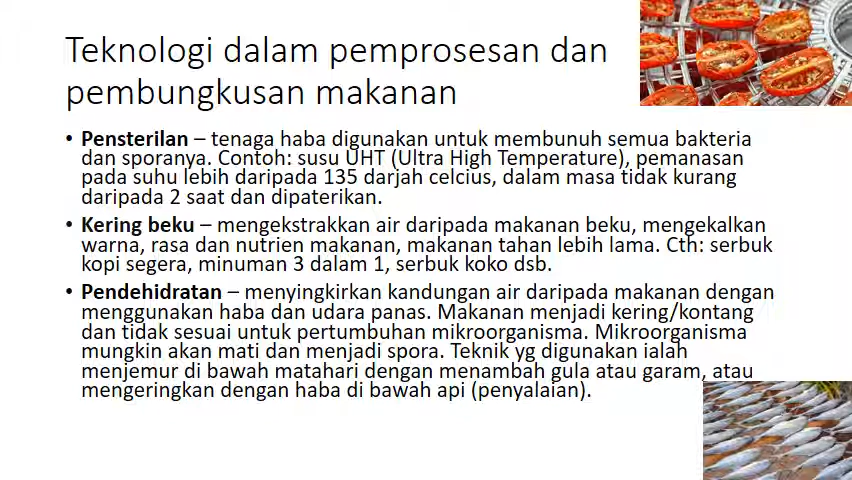 Teknologi dalam pemprosesan dan
pembungkusan makanan
• Pensterilan – tenaga haba digunakan untuk membunuh semua bakteria
dan sporanya. Contoh: susu UHT (Ultra High Temperature), pemanasan
pada suhu lebih daripada 135 darjah celcius, dalam masa tidak kurang
daripada 2 saat dan dipaterikan.
• Kering beku – mengekstrakkan air daripada makanan beku, mengekalkan
warna, rasa dan nutrien makanan, makanan tahan lebih lama. Cth: serbuk
kopi segera, minuman 3 dalam 1, serbuk koko dsb.
• Pendehidratan – menyingkirkan kandungan air daripada makanan dengan
menggunakan haba dan udara panas. Makanan menjadi kering/kontang
dan tidak sesuai untuk pertumbuhan mikroorganisma. Mikroorganisma
mungkin akan mati dan menjadi spora. Teknik yg digunakan ialah
menjemur di bawah matahari dengan menambah gula atau garam, atau
mengeringkan dengan haba di bawah api (penyalaian).